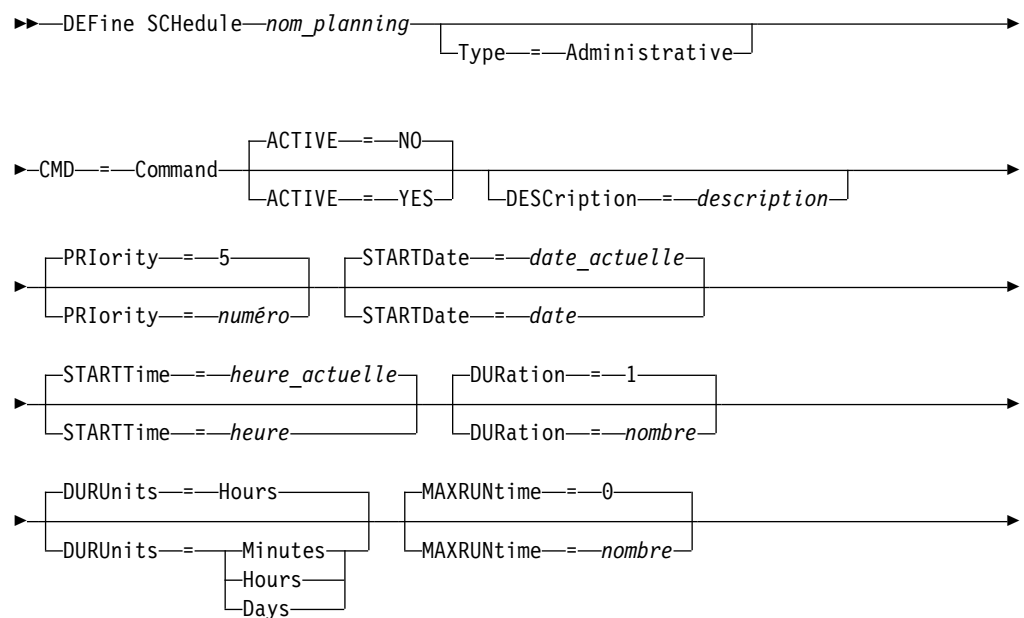 DEFine SCHedule nom_planning
Type = Administrative
ACTIVE = NO
CMD = Command
ACTIVE = YES
DESCription = description
PRIority = 5
STARTDate = date_actuelle
PRIority = numéro
STARTDate = date
STARTTime = heure_actuelle
DURation = 1
STARTTime = heure
DURation = nombre
DURUnits = Hours
MAXRUNtime = 0
DURUnits = Minutes
MAXRUNtime = nombre
Hours
Days